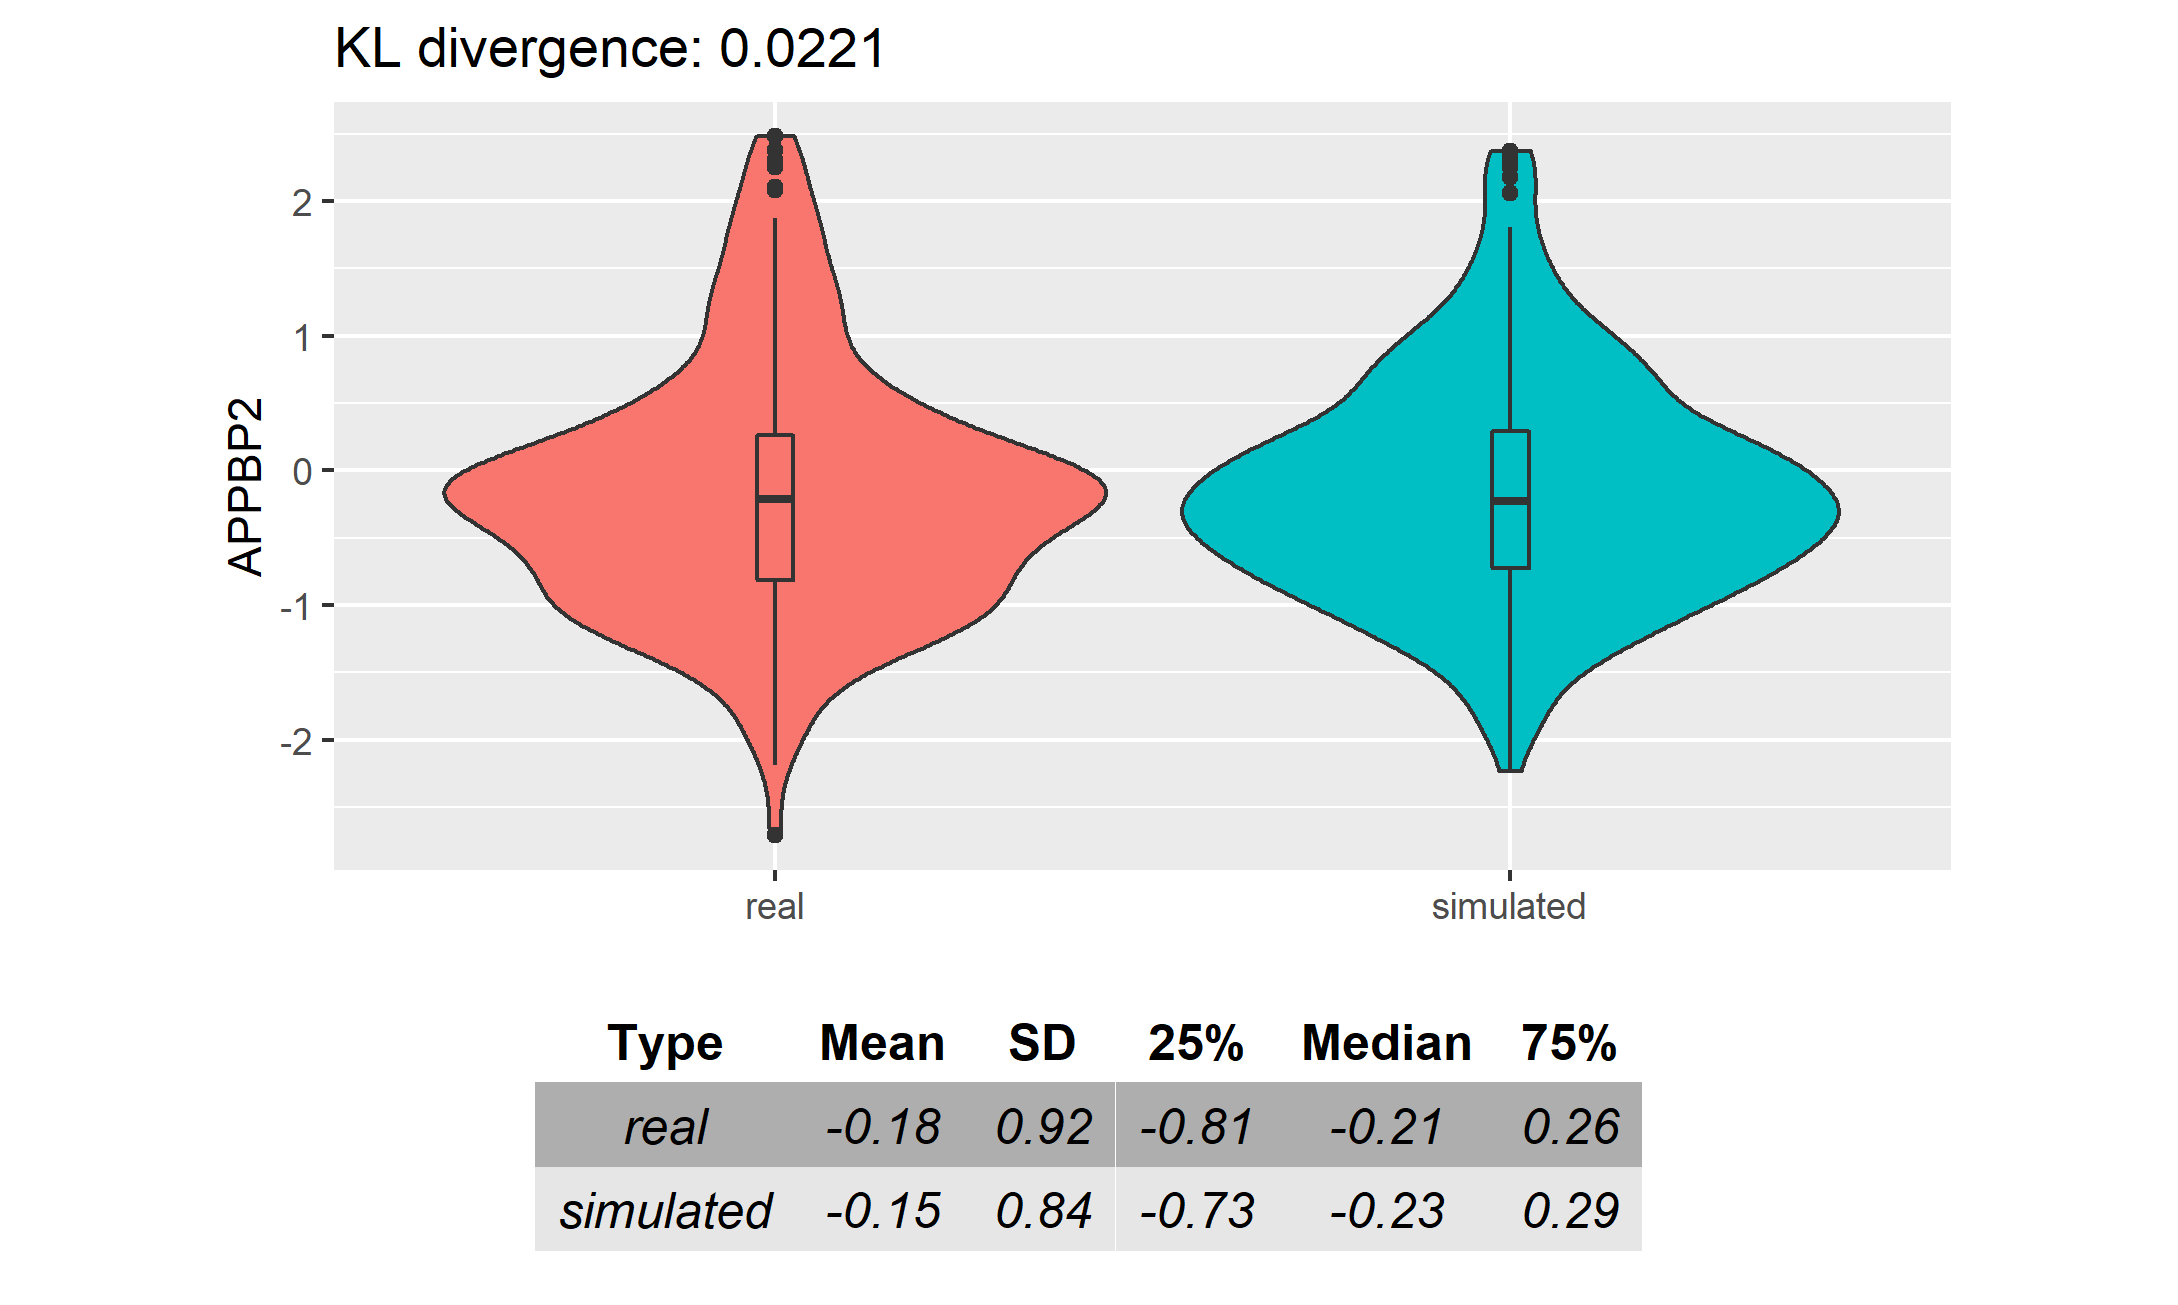 KL divergence: 0.0221
APPBP2
2
1
0
-1
-2
real simulated
Type Mean SD 25% Median 75%
real -0.18 0.92 -0.81 -0.21 0.26
simulated -0.15 0.84 -0.73 -0.23 0.29